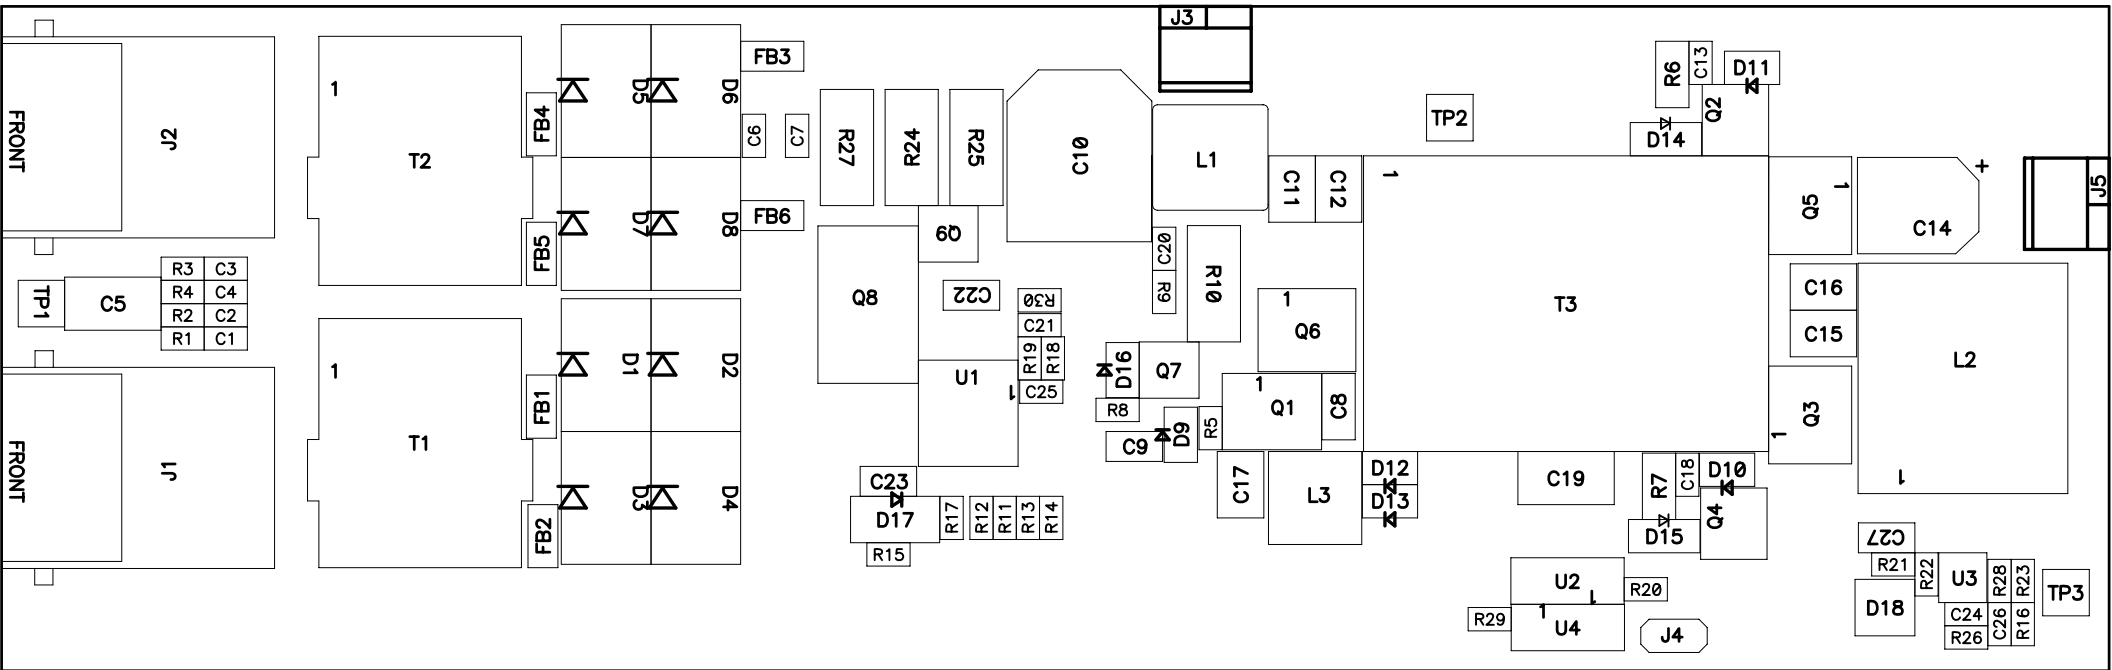 J3
FRONT
J2
1
T2
FB4
FB5
D5
D6
D7
D8
FB3
C6
C7
FB6
R27
R24
R25
C10
L1
C11
C12
TP2
R6
C13
D11
Q2
D14
1
T3
1
Q5
+
C14
J5
Q9
Q8
C22
R30
C21
R19
R18
C25
U1
1
C20
R9
R10
1
Q6
D16
Q7
R8
1
Q1
C8
C9
D9
R5
C16
C15
L2
1
Q3
1
R3
C3
R4
C4
R2
C2
R1
C1
TP1
C5
FRONT
J1
1
T1
FB1
FB2
D1
D2
D3
D4
C23
D17
R17
R12
R11
R13
R14
R15
C17
L3
D12
D13
C19
R7
C18
D10
Q4
D15
U2
1
R20
1
U4
R29
J4
C27
R21
R22
U3
R28
R23
D18
C24
R26
C26
R16
TP3